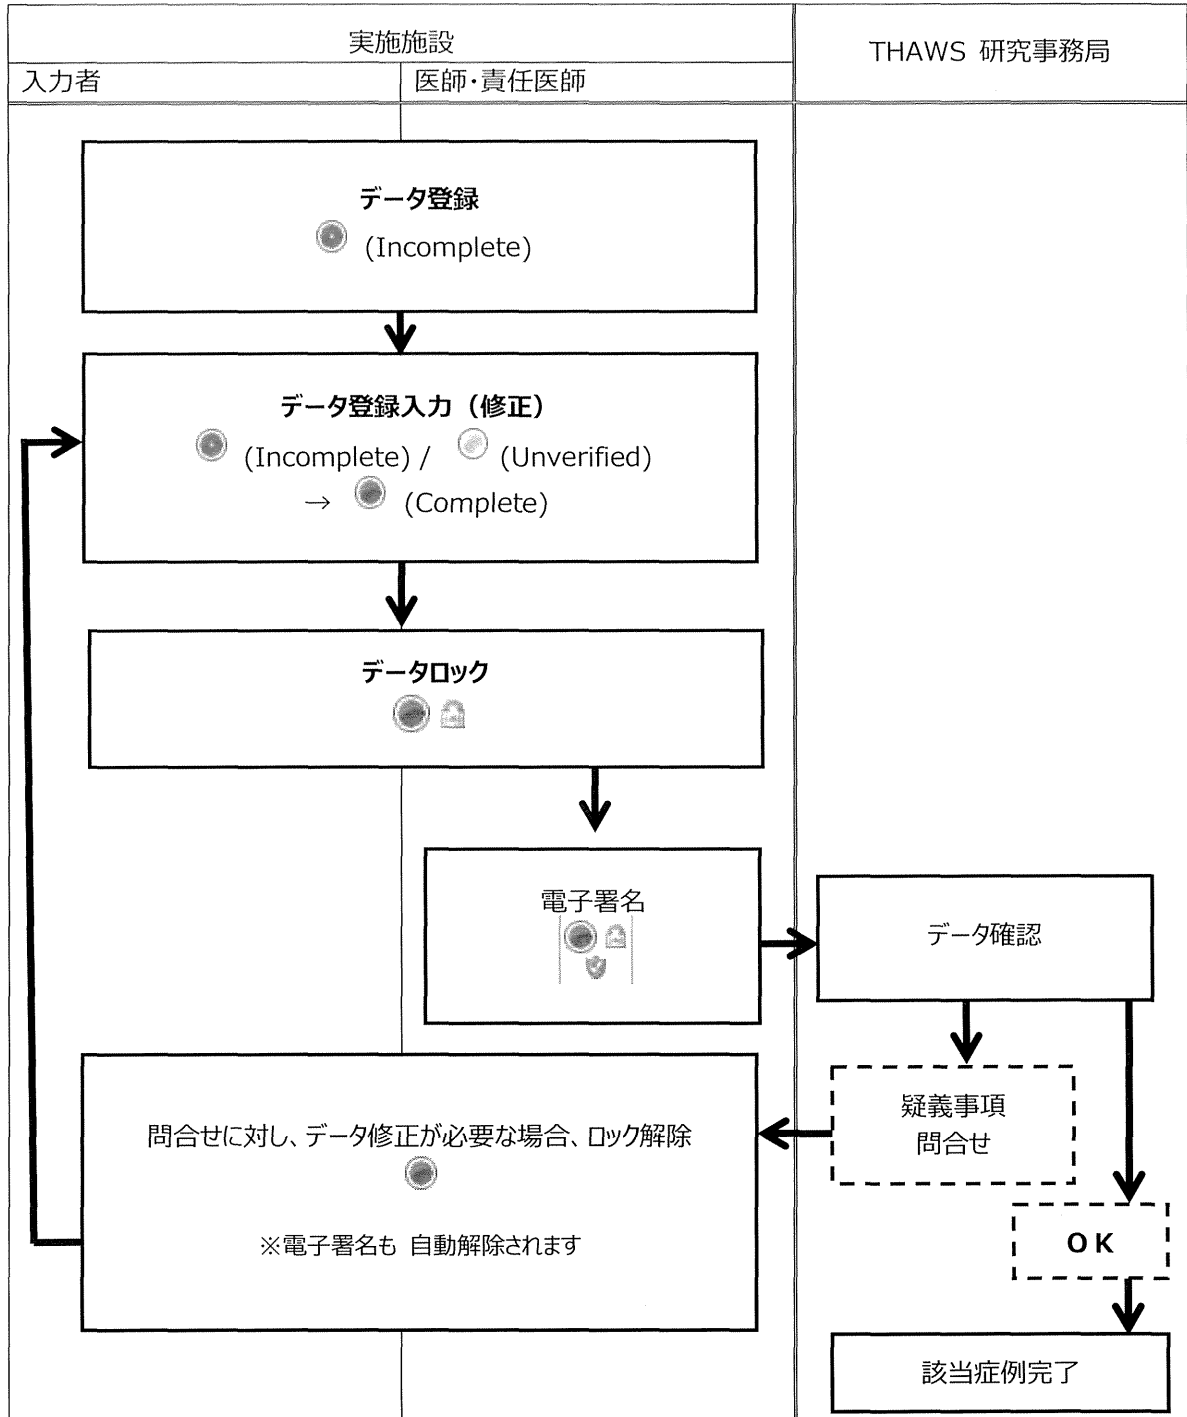 実施施設
THAWS 研究事務局
入力者
医師・責任医師
データ登録
(Incomplete)
データ登録入力（修正）
(Incomplete) / (Unverified)
→ (Complete)
データロック
電子署名
データ確認
疑義事項
問合せ
問合せに対し、データ修正が必要な場合、ロック解除
※電子署名も 自動解除されます
ＯＫ
該当症例完了